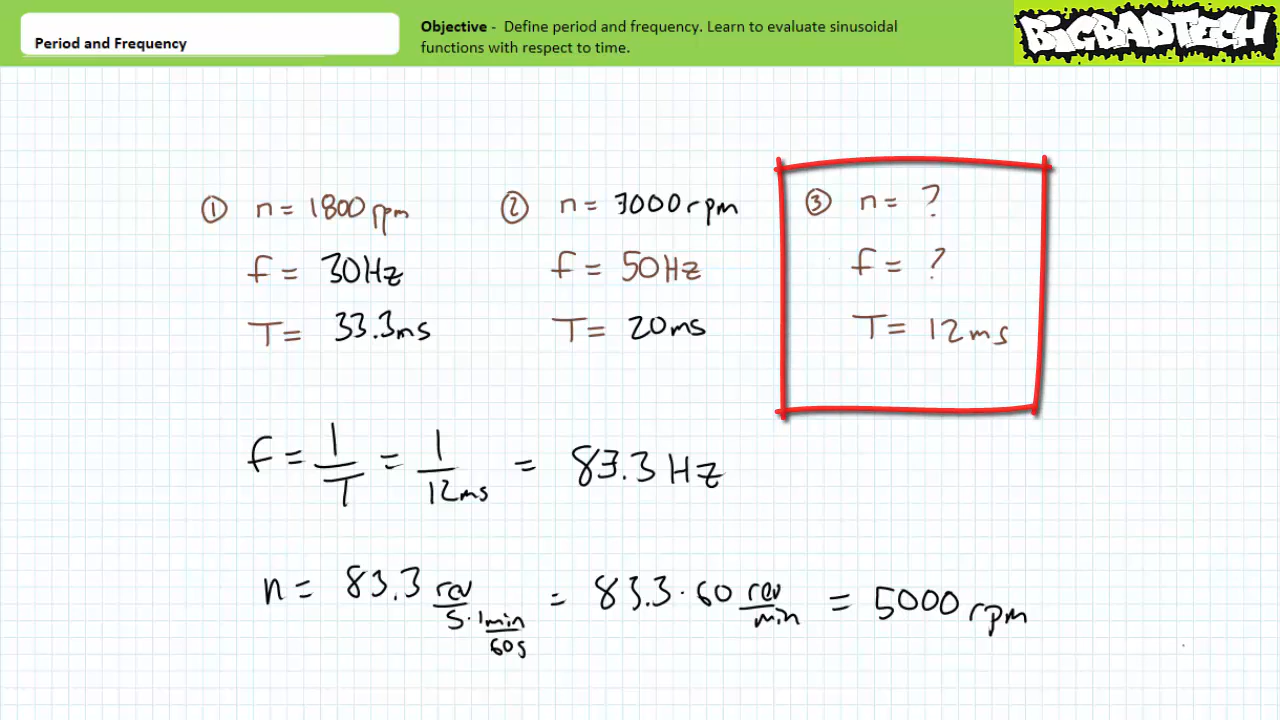 Period and Frequency
Objective - Define period and frequency. Learn to evaluate sinusoidal
functions with respect to time.
BIGBADTECH
① n = 1800 rpm
f = 30Hz
T = 33.3ms
② n = 3000rpm
f = 50Hz
T = 20ms
③ n = ?
f = ?
T = 12ms
f = 1/T = 1/12ms = 83.3 Hz
n = 83.3 rev/s·1min/60s = 83.3·60 rev/min = 5000 rpm